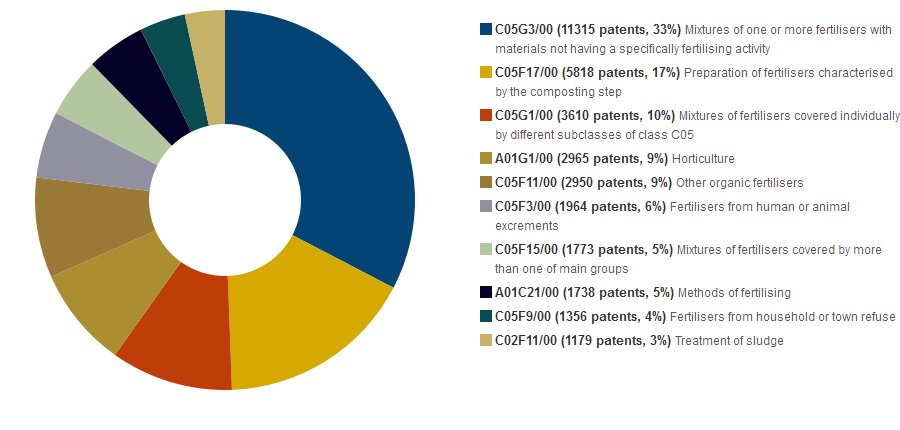 C05G3/00 (11315 patents, 33%) Mixtures of one or more fertilisers with
materials not having a specifically fertilising activity
C05F17/00 (5818 patents, 17%) Preparation of fertilisers characterised
by the composting step
C05G1/00 (3610 patents, 10%) Mixtures of fertilisers covered individually
by different subclasses of class C05
A01G1/00 (2965 patents, 9%) Horticulture
C05F11/00 (2950 patents, 9%) Other organic fertilisers
C05F3/00 (1964 patents, 6%) Fertilisers from human or animal
excrements
C05F15/00 (1773 patents, 5%) Mixtures of fertilisers covered by more
than one of main groups
A01C21/00 (1738 patents, 5%) Methods of fertilising
C05F9/00 (1356 patents, 4%) Fertilisers from household or town refuse
C02F11/00 (1179 patents, 3%) Treatment of sludge